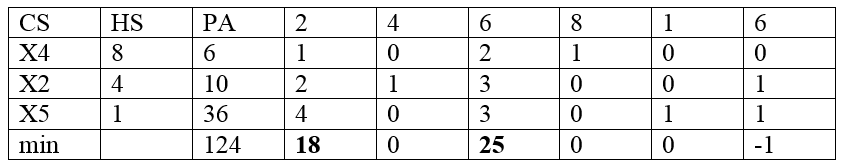 CS HS PA 2 4 6 8 1 6
X4 8 6 1 0 2 1 0 0
X2 4 10 2 1 3 0 0 1
X5 1 36 4 0 3 0 1 1
min 124 18 0 25 0 0 -1